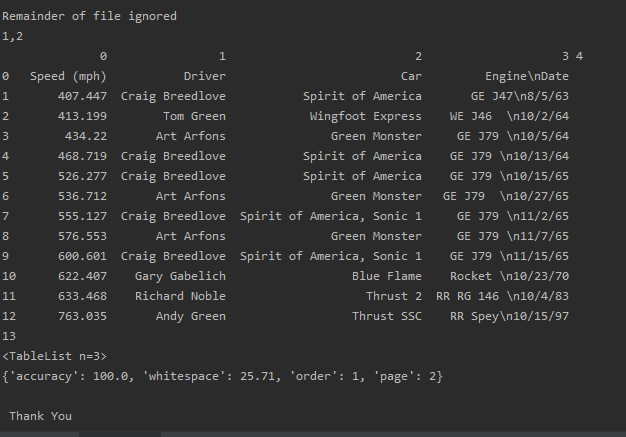 Remainder of file ignored
1,2
0 1 2 3 4
0 Speed (mph) Driver Car Engine\nDate
1 407.447 Craig Breedlove Spirit of America GE J47\n8/5/63
2 413.199 Tom Green Wingfoot Express WE J46 \n10/2/64
3 434.22 Art Arfons Green Monster GE J79 \n10/5/64
4 468.719 Craig Breedlove Spirit of America GE J79 \n10/13/64
5 526.277 Craig Breedlove Spirit of America GE J79 \n10/15/65
6 536.712 Art Arfons Green Monster GE J79 \n10/27/65
7 555.127 Craig Breedlove Spirit of America, Sonic 1 GE J79 \n11/2/65
8 576.553 Art Arfons Green Monster GE J79 \n11/7/65
9 600.601 Craig Breedlove Spirit of America, Sonic 1 GE J79 \n11/15/65
10 622.407 Gary Gabelich Blue Flame Rocket \n10/23/70
11 633.468 Richard Noble Thrust 2 RR RG 146 \n10/4/83
12 763.035 Andy Green Thrust SSC RR Spey\n10/15/97
13
<TableList n=3>
{'accuracy': 100.0, 'whitespace': 25.71, 'order': 1, 'page': 2}
Thank You